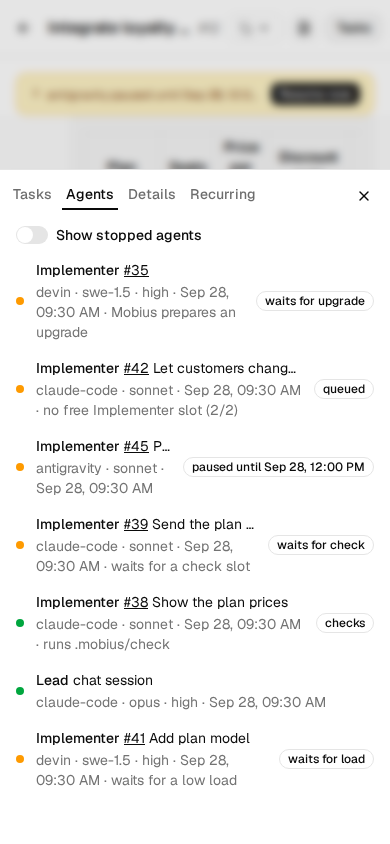 Tasks Agents Details Recurring
Show stopped agents
Implementer #35
devin · swe-1.5 · high · Sep 28,
09:30 AM · Mobius prepares an
upgrade
waits for upgrade
Implementer #42 Let customers chang...
claude-code · sonnet · Sep 28, 09:30 AM
· no free Implementer slot (2/2)
queued
Implementer #45 P...
antigravity · sonnet ·
Sep 28, 09:30 AM
paused until Sep 28, 12:00 PM
Implementer #39 Send the plan ...
claude-code · sonnet · Sep 28,
09:30 AM · waits for a check slot
waits for check
Implementer #38 Show the plan prices
claude-code · sonnet · Sep 28, 09:30 AM
· runs .mobius/check
checks
Lead chat session
claude-code · opus · high · Sep 28, 09:30 AM
Implementer #41 Add plan model
devin · swe-1.5 · high · Sep 28,
09:30 AM · waits for a low load
waits for load